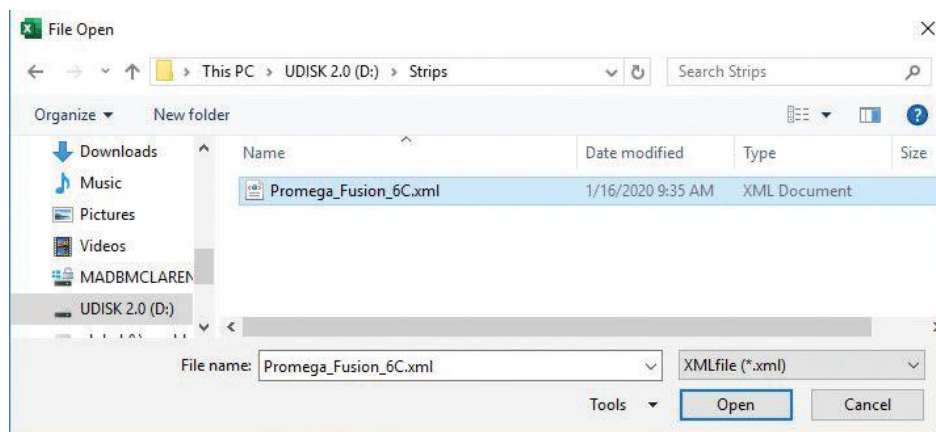 File Open
This PC > UDISK 2.0 (D:) > Strips
Search Strips
Organize
New folder
Downloads
Music
Pictures
Videos
MADBMCLAREN
UDISK 2.0 (D:)
Name
Date modified
Type
Size
Promega_Fusion_6C.xml
1/16/2020 9:35 AM
XML Document
File name:
Promega_Fusion_6C.xml
XMLfile (*.xml)
Tools
Open
Cancel